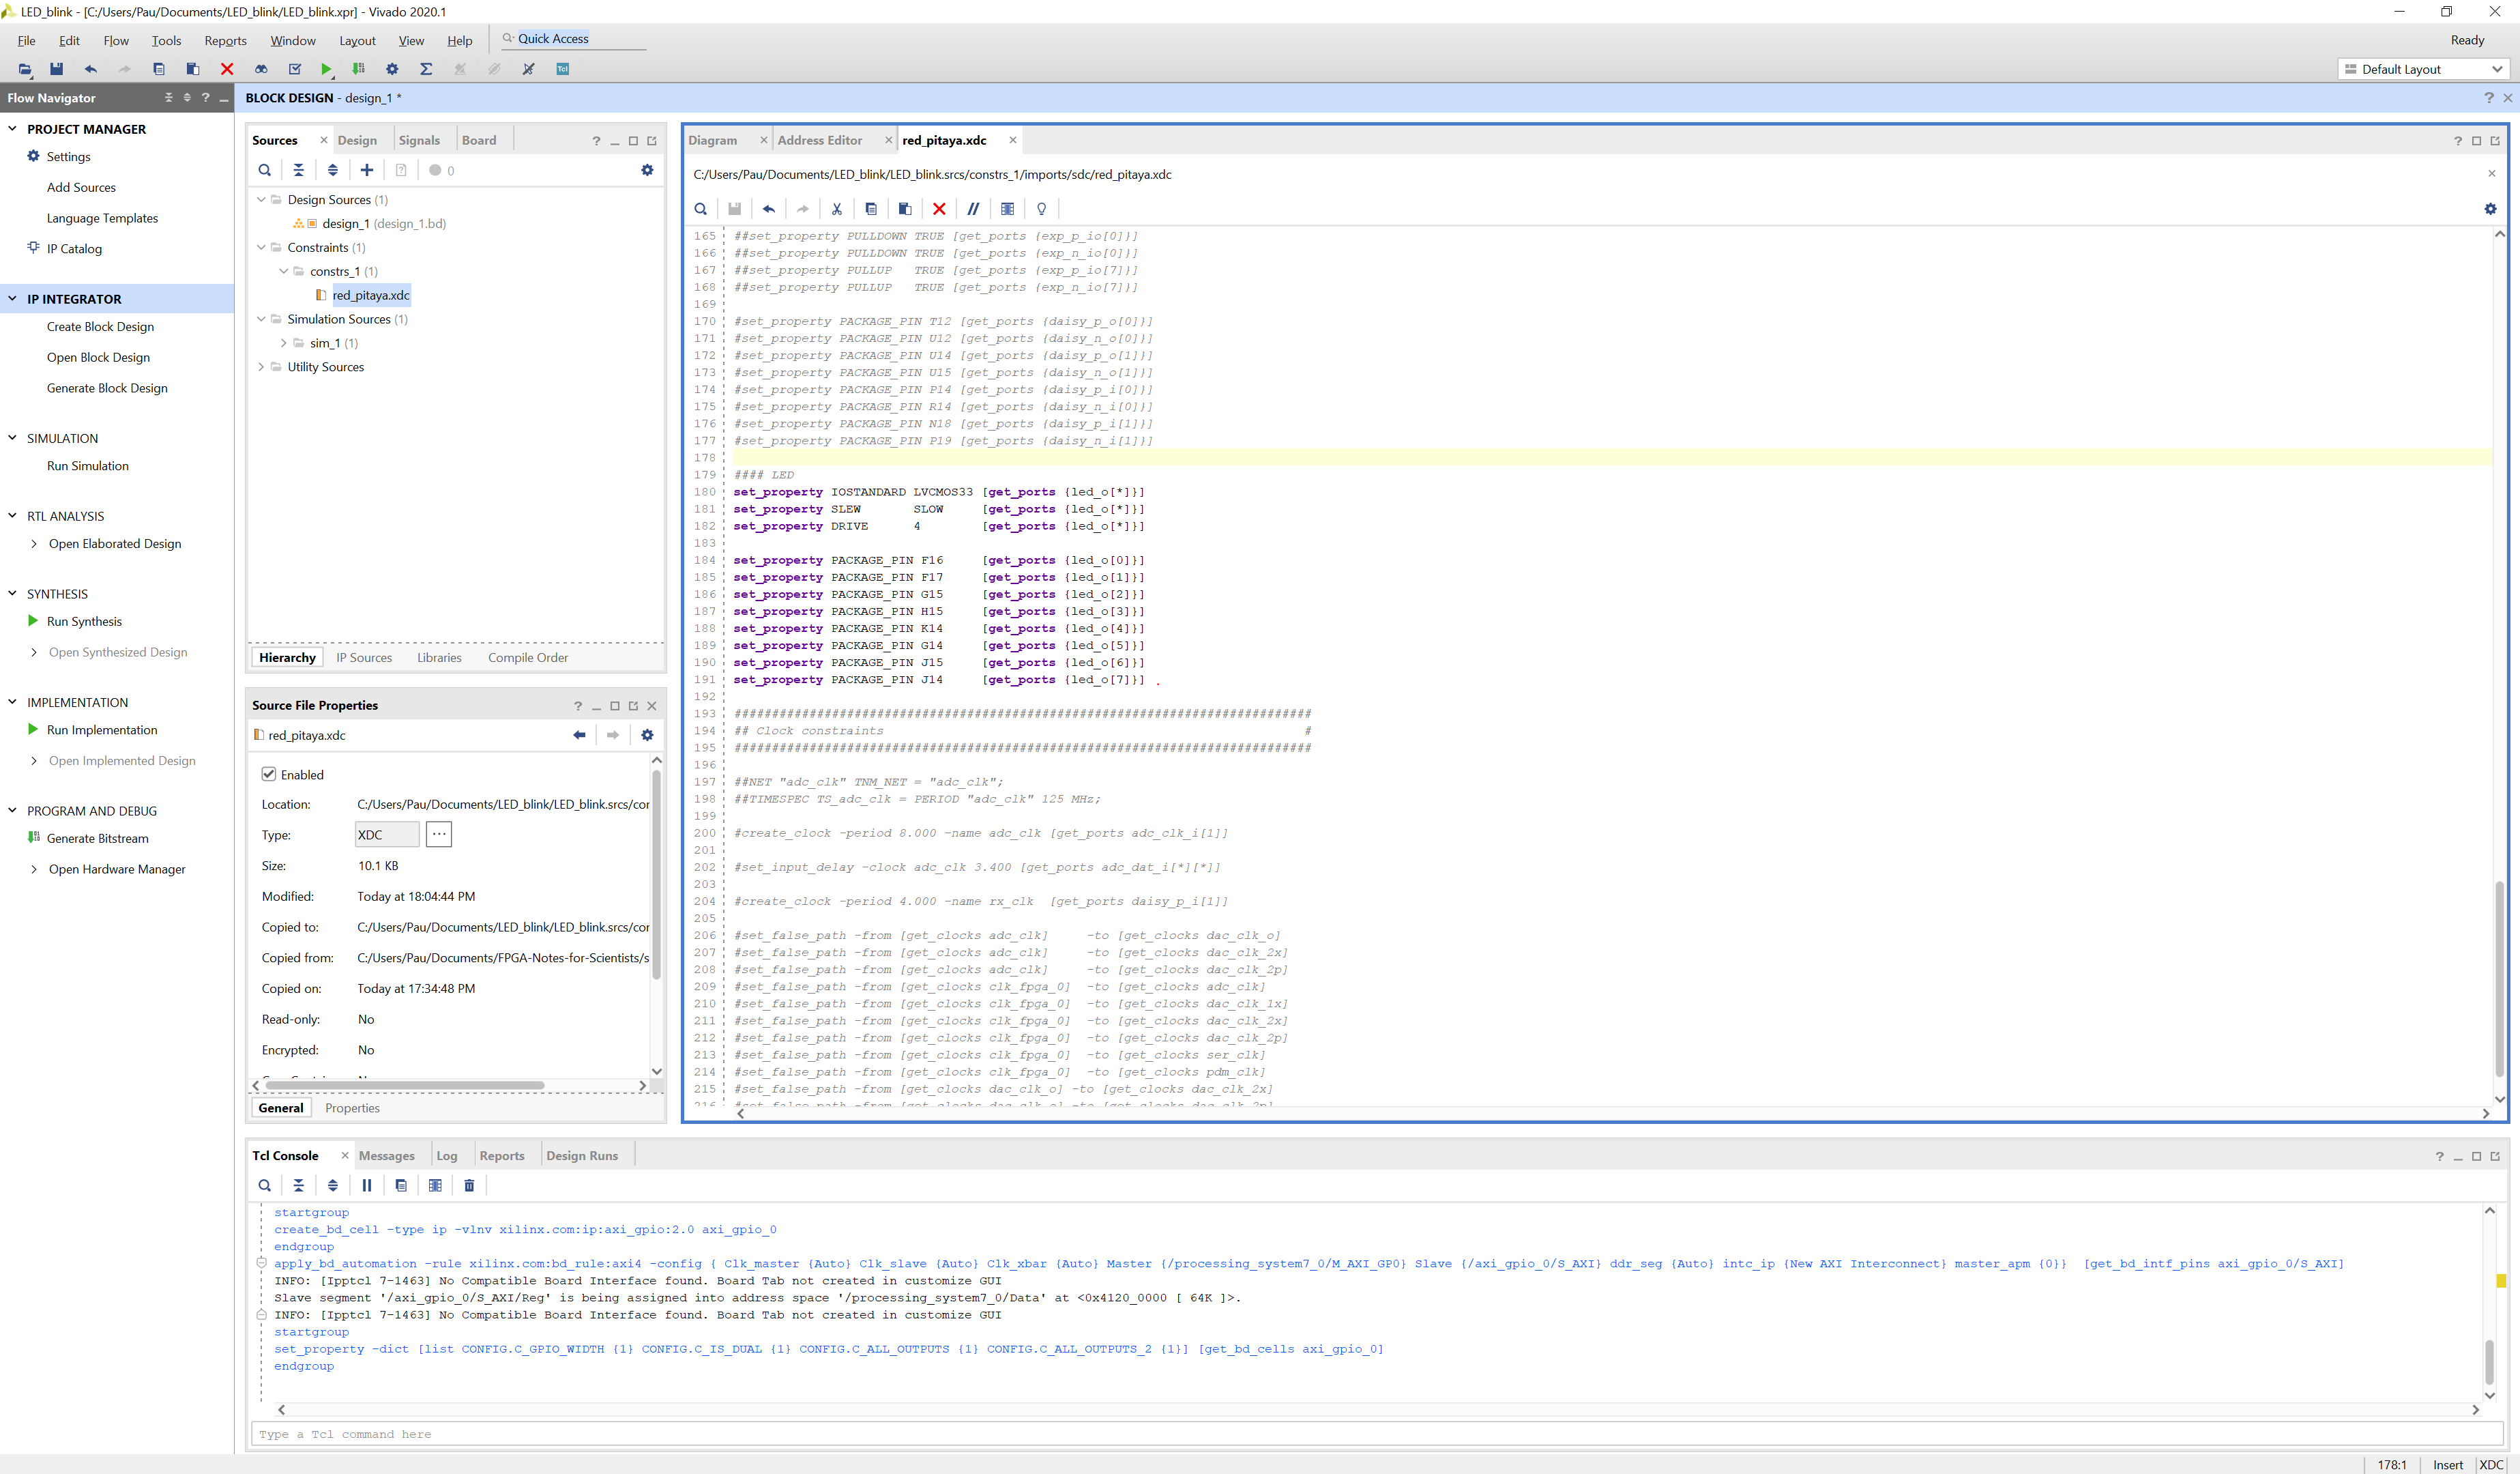 LED_blink - [C:/Users/Pau/Documents/LED_blink/LED_blink.xpr] - Vivado 2020.1
File Edit Flow Tools Reports Window Layout View Help Quick Access
Ready
Tcl
Default Layout
Flow Navigator
PROJECT MANAGER
Settings
Add Sources
Language Templates
IP Catalog
IP INTEGRATOR
Create Block Design
Open Block Design
Generate Block Design
SIMULATION
Run Simulation
RTL ANALYSIS
Open Elaborated Design
SYNTHESIS
Run Synthesis
Open Synthesized Design
IMPLEMENTATION
Run Implementation
Open Implemented Design
PROGRAM AND DEBUG
Generate Bitstream
Open Hardware Manager
BLOCK DESIGN - design_1 *
Sources Design Signals Board
0
Design Sources (1)
design_1 (design_1.bd)
Constraints (1)
constrs_1 (1)
red_pitaya.xdc
Simulation Sources (1)
sim_1 (1)
Utility Sources
Hierarchy IP Sources Libraries Compile Order
Source File Properties
red_pitaya.xdc
Enabled
Location: C:/Users/Pau/Documents/LED_blink/LED_blink.srcs/cor
Type: XDC ...
Size: 10.1 KB
Modified: Today at 18:04:44 PM
Copied to: C:/Users/Pau/Documents/LED_blink/LED_blink.srcs/cor
Copied from: C:/Users/Pau/Documents/FPGA-Notes-for-Scientists/s
Copied on: Today at 17:34:48 PM
Read-only: No
Encrypted: No
General Properties
Diagram Address Editor red_pitaya.xdc
C:/Users/Pau/Documents/LED_blink/LED_blink.srcs/constrs_1/imports/sdc/red_pitaya.xdc
165 ##set_property PULLDOWN TRUE [get_ports {exp_p_io[0]}]
166 ##set_property PULLDOWN TRUE [get_ports {exp_n_io[0]}]
167 ##set_property PULLUP   TRUE [get_ports {exp_p_io[7]}]
168 ##set_property PULLUP   TRUE [get_ports {exp_n_io[7]}]
169
170 #set_property PACKAGE_PIN T12 [get_ports {daisy_p_o[0]}]
171 #set_property PACKAGE_PIN U12 [get_ports {daisy_n_o[0]}]
172 #set_property PACKAGE_PIN U14 [get_ports {daisy_p_o[1]}]
173 #set_property PACKAGE_PIN U15 [get_ports {daisy_n_o[1]}]
174 #set_property PACKAGE_PIN P14 [get_ports {daisy_p_i[0]}]
175 #set_property PACKAGE_PIN R14 [get_ports {daisy_n_i[0]}]
176 #set_property PACKAGE_PIN N18 [get_ports {daisy_p_i[1]}]
177 #set_property PACKAGE_PIN P19 [get_ports {daisy_n_i[1]}]
178
179 #### LED
180 set_property IOSTANDARD LVCMOS33 [get_ports {led_o[*]}]
181 set_property SLEW       SLOW     [get_ports {led_o[*]}]
182 set_property DRIVE      4        [get_ports {led_o[*]}]
183
184 set_property PACKAGE_PIN F16     [get_ports {led_o[0]}]
185 set_property PACKAGE_PIN F17     [get_ports {led_o[1]}]
186 set_property PACKAGE_PIN G15     [get_ports {led_o[2]}]
187 set_property PACKAGE_PIN H15     [get_ports {led_o[3]}]
188 set_property PACKAGE_PIN K14     [get_ports {led_o[4]}]
189 set_property PACKAGE_PIN G14     [get_ports {led_o[5]}]
190 set_property PACKAGE_PIN J15     [get_ports {led_o[6]}]
191 set_property PACKAGE_PIN J14     [get_ports {led_o[7]}]
192
193 #############################################################################
194 ## Clock constraints                                                        #
195 #############################################################################
196
197 ##NET "adc_clk" TNM_NET = "adc_clk";
198 ##TIMESPEC TS_adc_clk = PERIOD "adc_clk" 125 MHz;
199
200 #create_clock -period 8.000 -name adc_clk [get_ports adc_clk_i[1]]
201
202 #set_input_delay -clock adc_clk 3.400 [get_ports adc_dat_i[*][*]]
203
204 #create_clock -period 4.000 -name rx_clk  [get_ports daisy_p_i[1]]
205
206 #set_false_path -from [get_clocks adc_clk]     -to [get_clocks dac_clk_o]
207 #set_false_path -from [get_clocks adc_clk]     -to [get_clocks dac_clk_2x]
208 #set_false_path -from [get_clocks adc_clk]     -to [get_clocks dac_clk_2p]
209 #set_false_path -from [get_clocks clk_fpga_0]  -to [get_clocks adc_clk]
210 #set_false_path -from [get_clocks clk_fpga_0]  -to [get_clocks dac_clk_1x]
211 #set_false_path -from [get_clocks clk_fpga_0]  -to [get_clocks dac_clk_2x]
212 #set_false_path -from [get_clocks clk_fpga_0]  -to [get_clocks dac_clk_2p]
213 #set_false_path -from [get_clocks clk_fpga_0]  -to [get_clocks ser_clk]
214 #set_false_path -from [get_clocks clk_fpga_0]  -to [get_clocks pdm_clk]
215 #set_false_path -from [get_clocks dac_clk_o] -to [get_clocks dac_clk_2x]
216 #set_false_path -from [get_clocks dac_clk_o] -to [get_clocks dac_clk_2p]
Tcl Console Messages Log Reports Design Runs
startgroup
create_bd_cell -type ip -vlnv xilinx.com:ip:axi_gpio:2.0 axi_gpio_0
endgroup
apply_bd_automation -rule xilinx.com:bd_rule:axi4 -config { Clk_master {Auto} Clk_slave {Auto} Clk_xbar {Auto} Master {/processing_system7_0/M_AXI_GP0} Slave {/axi_gpio_0/S_AXI} ddr_seg {Auto} intc_ip {New AXI Interconnect} master_apm {0}}  [get_bd_intf_pins axi_gpio_0/S_AXI]
INFO: [Ipptcl 7-1463] No Compatible Board Interface found. Board Tab not created in customize GUI
Slave segment '/axi_gpio_0/S_AXI/Reg' is being assigned into address space '/processing_system7_0/Data' at <0x4120_0000 [ 64K ]>.
INFO: [Ipptcl 7-1463] No Compatible Board Interface found. Board Tab not created in customize GUI
startgroup
set_property -dict [list CONFIG.C_GPIO_WIDTH {1} CONFIG.C_IS_DUAL {1} CONFIG.C_ALL_OUTPUTS {1} CONFIG.C_ALL_OUTPUTS_2 {1}] [get_bd_cells axi_gpio_0]
endgroup
Type a Tcl command here
178:1 Insert XDC